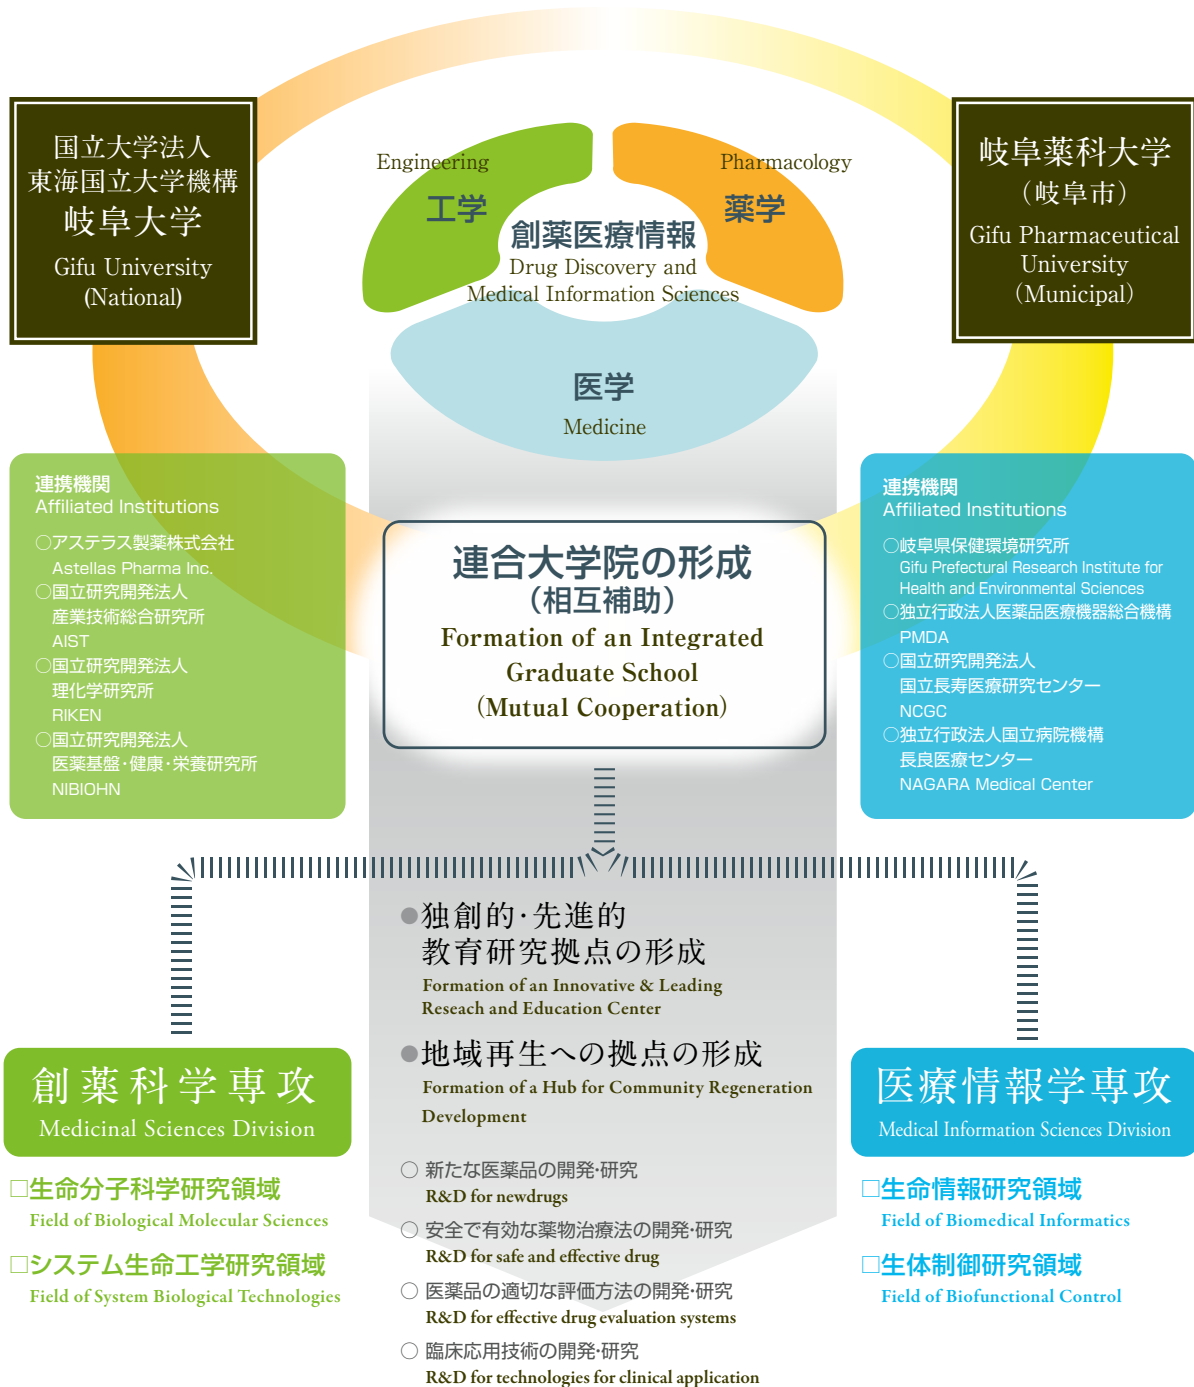 国立大学法人
東海国立大学機構
岐阜大学
Gifu University
(National)
Engineering
工学
Pharmacology
薬学
創薬医療情報
Drug Discovery and
Medical Information Sciences
医学
Medicine
岐阜薬科大学
（岐阜市）
Gifu Pharmaceutical
University
（Municipal）
連携機関
Affiliated Institutions
○アステラス製薬株式会社
Astellas Pharma Inc.
○国立研究開発法人
産業技術総合研究所
AIST
○国立研究開発法人
理化学研究所
RIKEN
○国立研究開発法人
医薬基盤・健康・栄養研究所
NIBIOHN
連合大学院の形成
（相互補助）
Formation of an Integrated
Graduate School
(Mutual Cooperation)
連携機関
Affiliated Institutions
○岐阜県保健環境研究所
Gifu Prefectural Research Institute for
Health and Environmental Sciences
○独立行政法人医薬品医療機器総合機構
PMDA
○国立研究開発法人
国立長寿医療研究センター
NCGC
○独立行政法人国立病院機構
長良医療センター
NAGARA Medical Center
●独創的・先進的
教育研究拠点の形成
Formation of an Innovative & Leading
Reseach and Education Center
●地域再生への拠点の形成
Formation of a Hub for Community Regeneration
Development
○ 新たな医薬品の開発・研究
R&D for newdrugs
○ 安全で有効な薬物治療法の開発・研究
R&D for safe and effective drug
○ 医薬品の適切な評価方法の開発・研究
R&D for effective drug evaluation systems
○ 臨床応用技術の開発・研究
R&D for technologies for clinical application
創薬科学専攻
Medicinal Sciences Division
□生命分子科学研究領域
Field of Biological Molecular Sciences
□システム生命工学研究領域
Field of System Biological Technologies
医療情報学専攻
Medical Information Sciences Division
□生命情報研究領域
Field of Biomedical Informatics
□生体制御研究領域
Field of Biofunctional Control